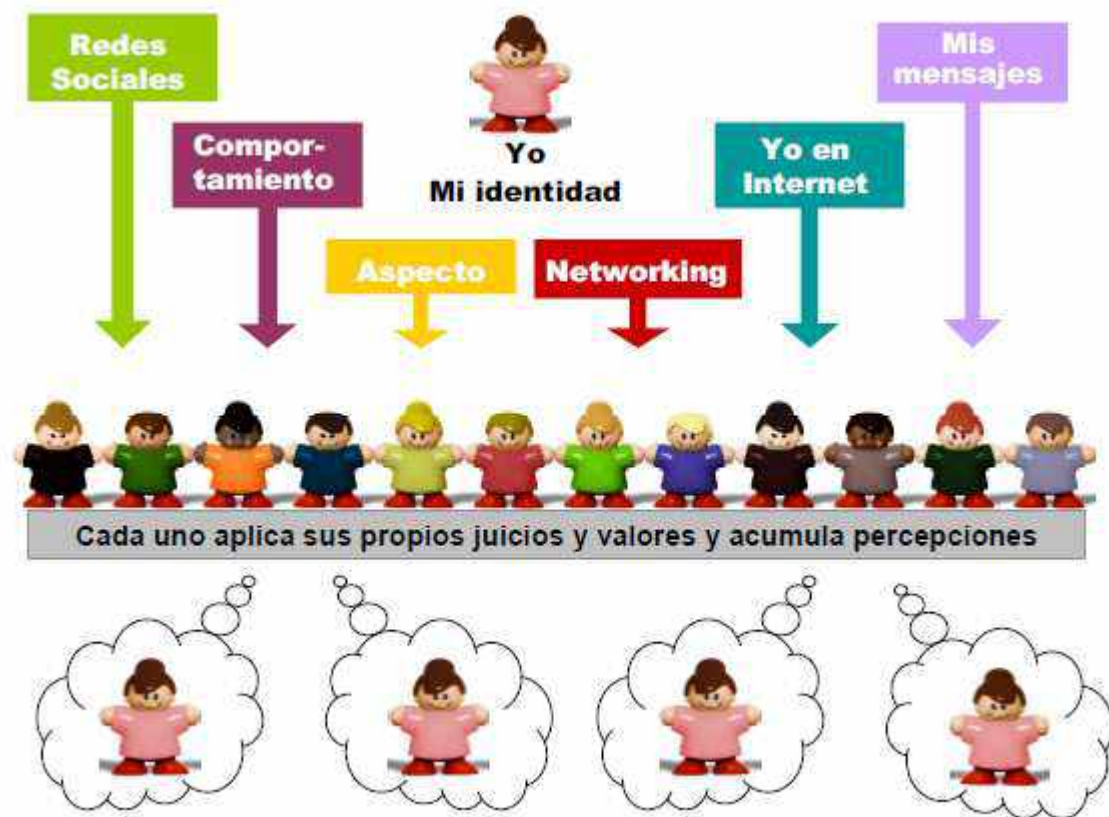 Redes
Sociales
Compor-
tamiento
Yo
Mi identidad
Aspecto
Networking
Yo en
Internet
Mis
mensajes
Cada uno aplica sus propios juicios y valores y acumula percepciones